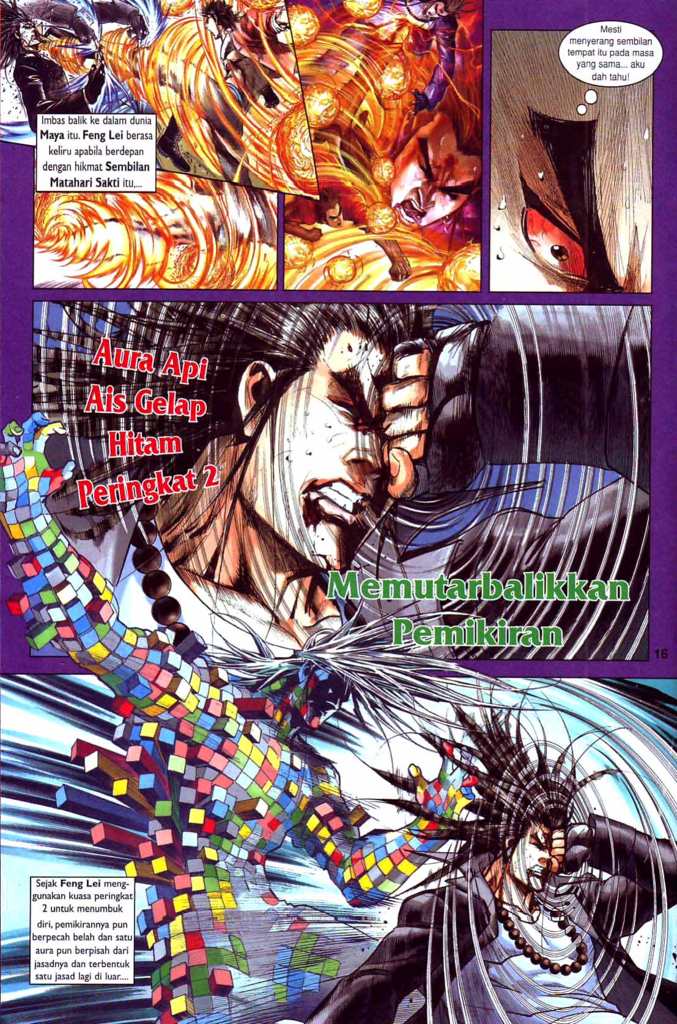 Imbas balik ke dalam dunia
Maya itu. Feng Lei berasa
keliru apabila berdepan
dengan hikmat Sembilan
Matahari Sakti itu,...
Mesti
menyerang sembilan
tempat itu pada masa
yang sama... aku
dah tahu!
Aura Api
Ais Gelap
Hitam
Peringkat 2
Memutarbalikkan
Pemikiran
16
Sejak Feng Lei meng-
gunakan kuasa peringkat
2 untuk menumbuk
diri, pemikirannya pun
berpecah belah dan satu
aura pun berpisah dari
jasadnya dan terbentuk
satu jasad lagi di luar....